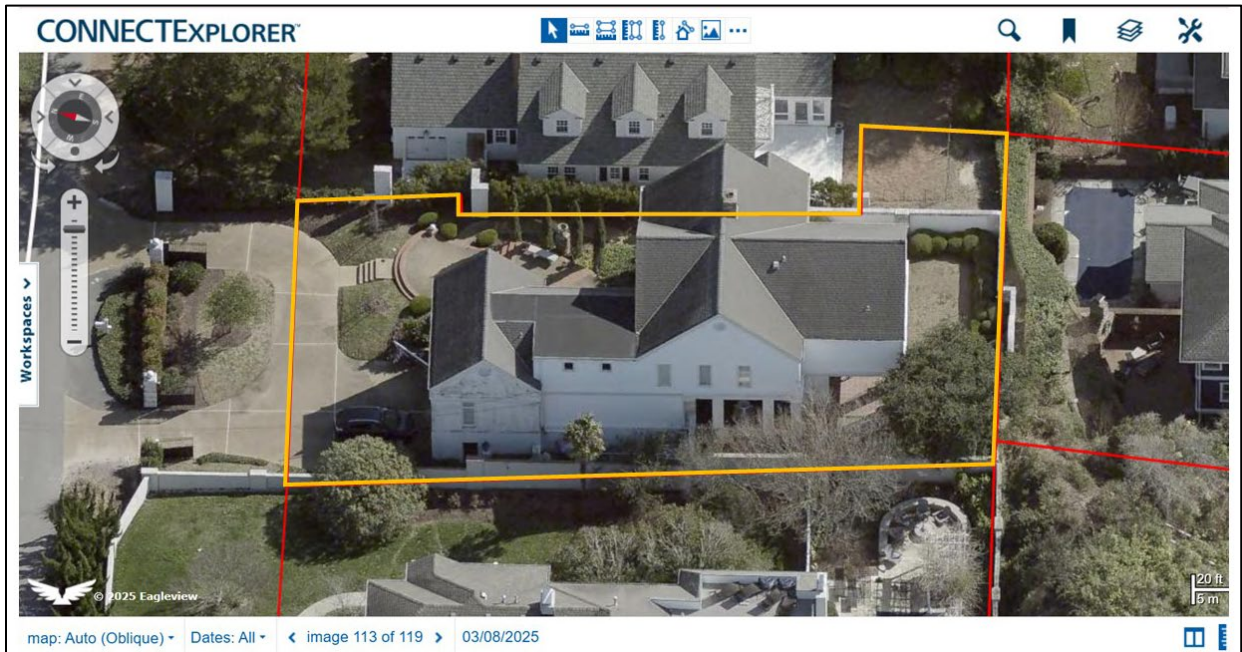 CONNECTEXPLORER™
Workspaces
© 2025 Eagleview
20 ft
5 m
map: Auto (Oblique)
Dates: All
image 113 of 119
03/08/2025